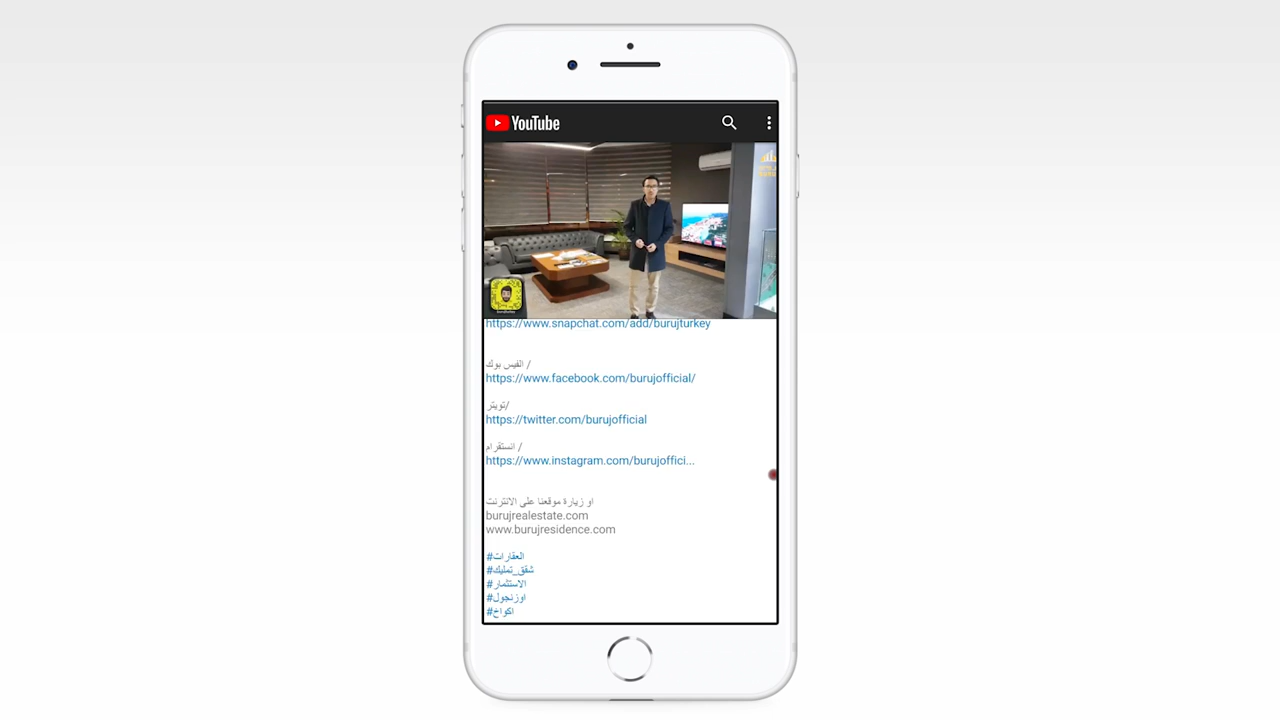 YouTube
https://www.snapchat.com/add/burujturkey
الفيس بوك /
https://www.facebook.com/burujofficial/
تويتر/
https://twitter.com/burujofficial
انستقرام /
https://www.instagram.com/burujoffici...
او زيارة موقعنا على الانترنت
burujrealestate.com
www.burujresidence.com
#العقارات
#شقق_تمليك
#الاستثمار
#اوزنجول
#اكواخ